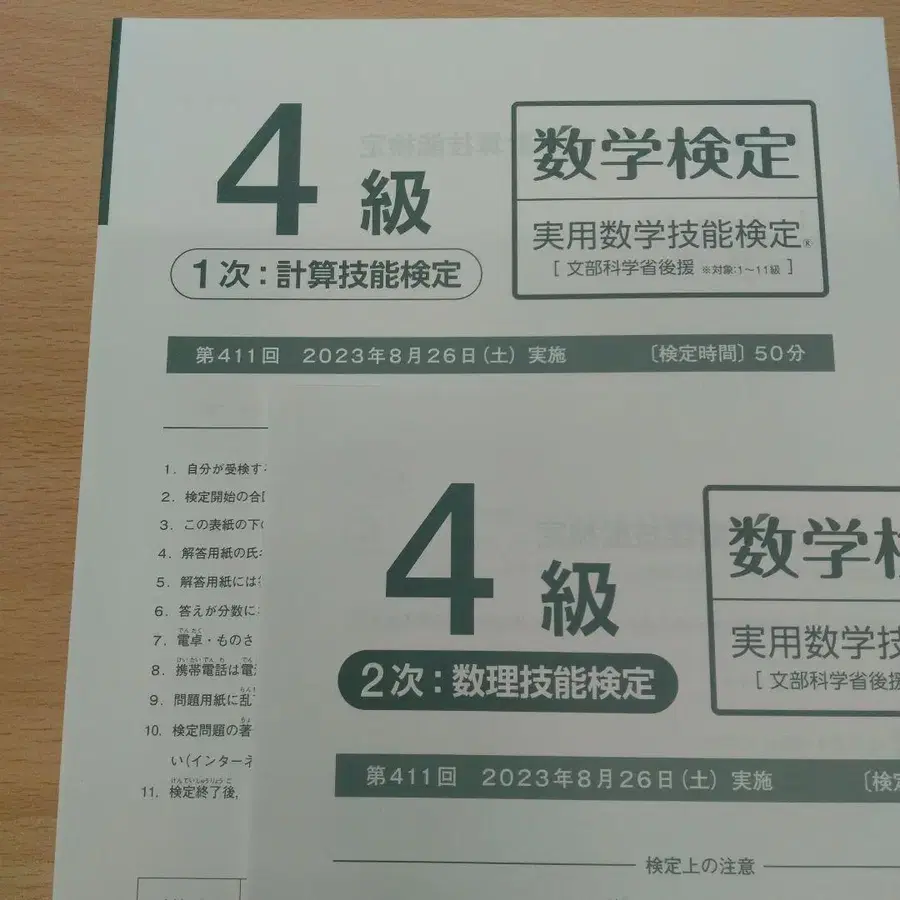 4級
1次：計算技能検定
数学検定
実用数学技能検定®
［文部科学省後援 ※対象：1～11級］
第411回 2023年8月26日（土）実施 〔検定時間〕50分
1．自分が受検す
2．検定開始の合
3．この表紙の下
4．解答用紙の氏
5．解答用紙には
6．答えが分数に
7．電卓・ものさ
8．携帯電話は電
9．問題用紙に乱
10．検定問題の著
い（インターネ
11．検定終了後，
4級
2次：数理技能検定
数学検
実用数学技
［文部科学省後援
第411回 2023年8月26日（土）実施 〔検
検定上の注意